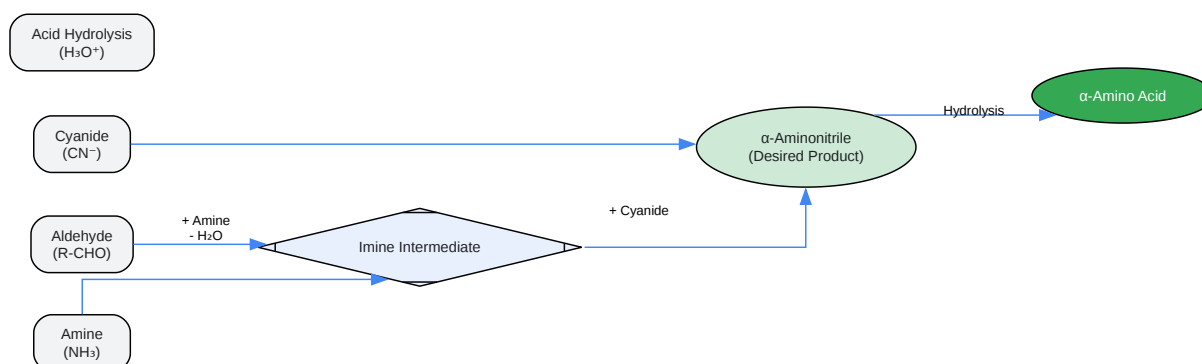 Acid Hydrolysis
(H₃O⁺)
Cyanide
(CN⁻)
Aldehyde
(R-CHO)
Amine
(NH₃)
+ Amine
- H₂O
Imine Intermediate
+ Cyanide
α-Aminonitrile
(Desired Product)
Hydrolysis
α-Amino Acid